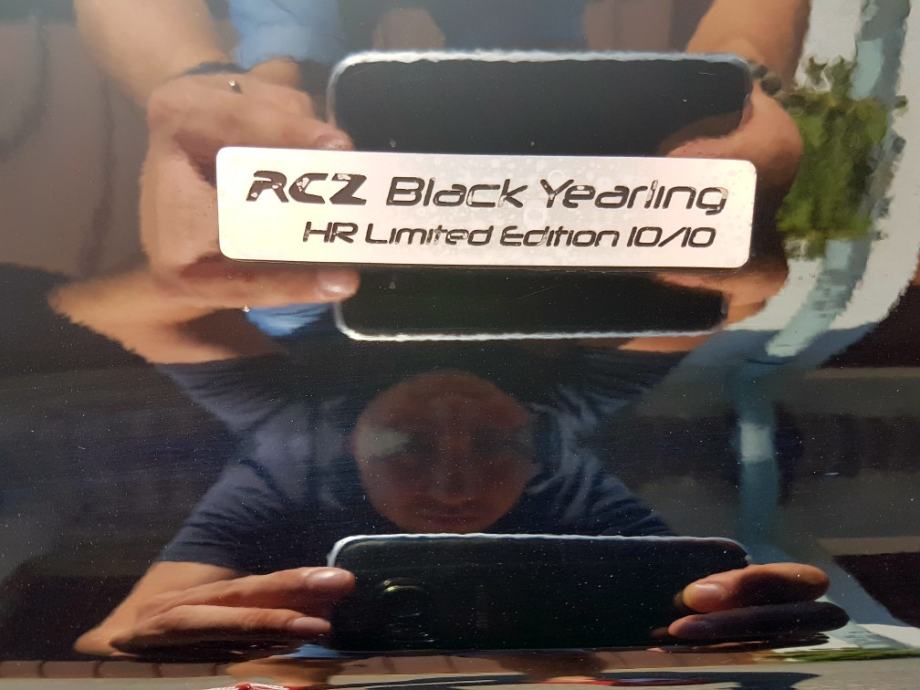 RCZ Black Yearling
HR Limited Edition 10/10